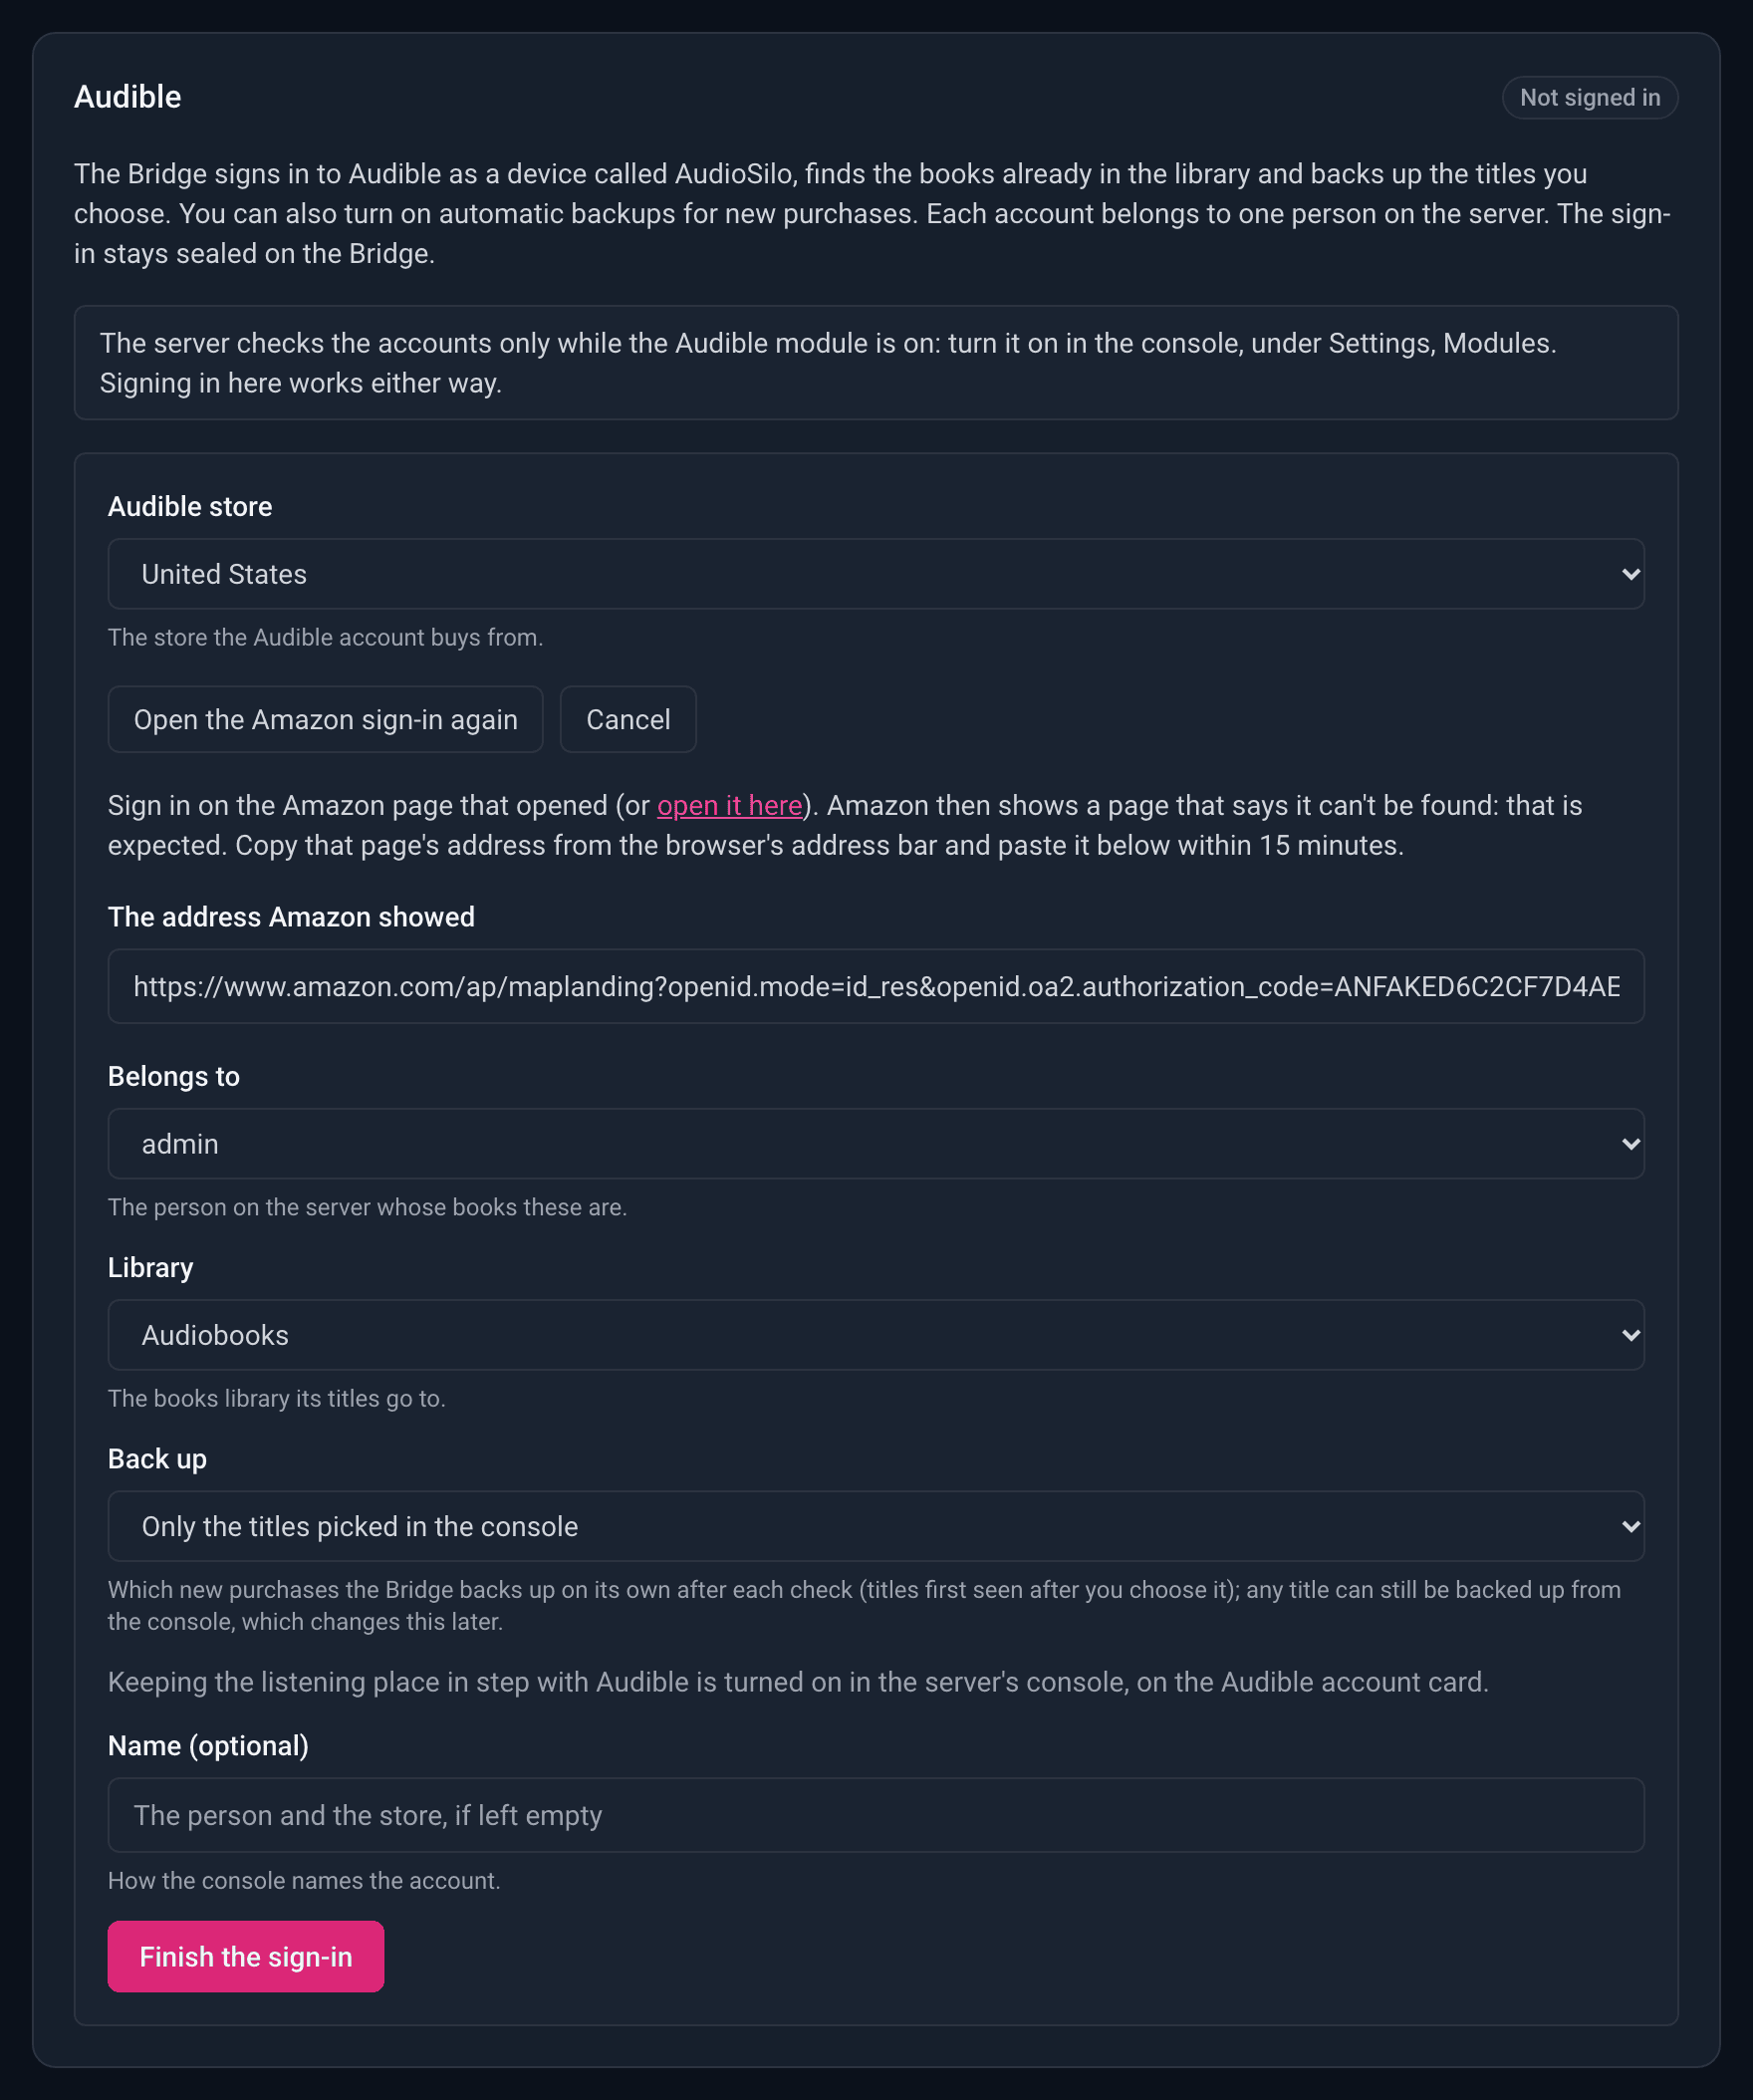 Audible
Not signed in
The Bridge signs in to Audible as a device called AudioSilo, finds the books already in the library and backs up the titles you
choose. You can also turn on automatic backups for new purchases. Each account belongs to one person on the server. The sign-
in stays sealed on the Bridge.
The server checks the accounts only while the Audible module is on: turn it on in the console, under Settings, Modules.
Signing in here works either way.
Audible store
United States
The store the Audible account buys from.
Open the Amazon sign-in again
Cancel
Sign in on the Amazon page that opened (or open it here). Amazon then shows a page that says it can't be found: that is
expected. Copy that page's address from the browser's address bar and paste it below within 15 minutes.
The address Amazon showed
https://www.amazon.com/ap/maplanding?openid.mode=id_res&openid.oa2.authorization_code=ANFAKED6C2CF7D4AE
Belongs to
admin
The person on the server whose books these are.
Library
Audiobooks
The books library its titles go to.
Back up
Only the titles picked in the console
Which new purchases the Bridge backs up on its own after each check (titles first seen after you choose it); any title can still be backed up from
the console, which changes this later.
Keeping the listening place in step with Audible is turned on in the server's console, on the Audible account card.
Name (optional)
The person and the store, if left empty
How the console names the account.
Finish the sign-in